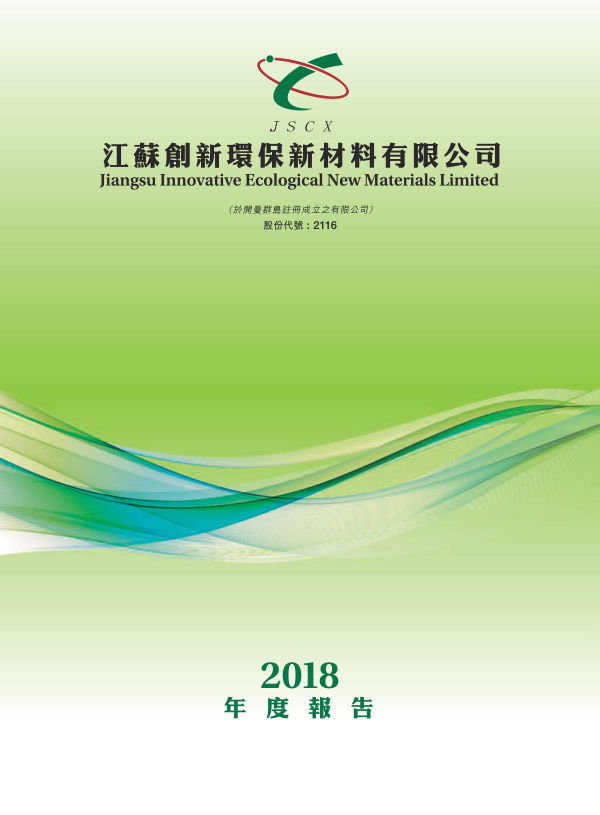 J S C X
江蘇創新環保新材料有限公司
Jiangsu Innovative Ecological New Materials Limited
（於開曼群島註冊成立之有限公司）
股份代號：2116
2018
年度報告